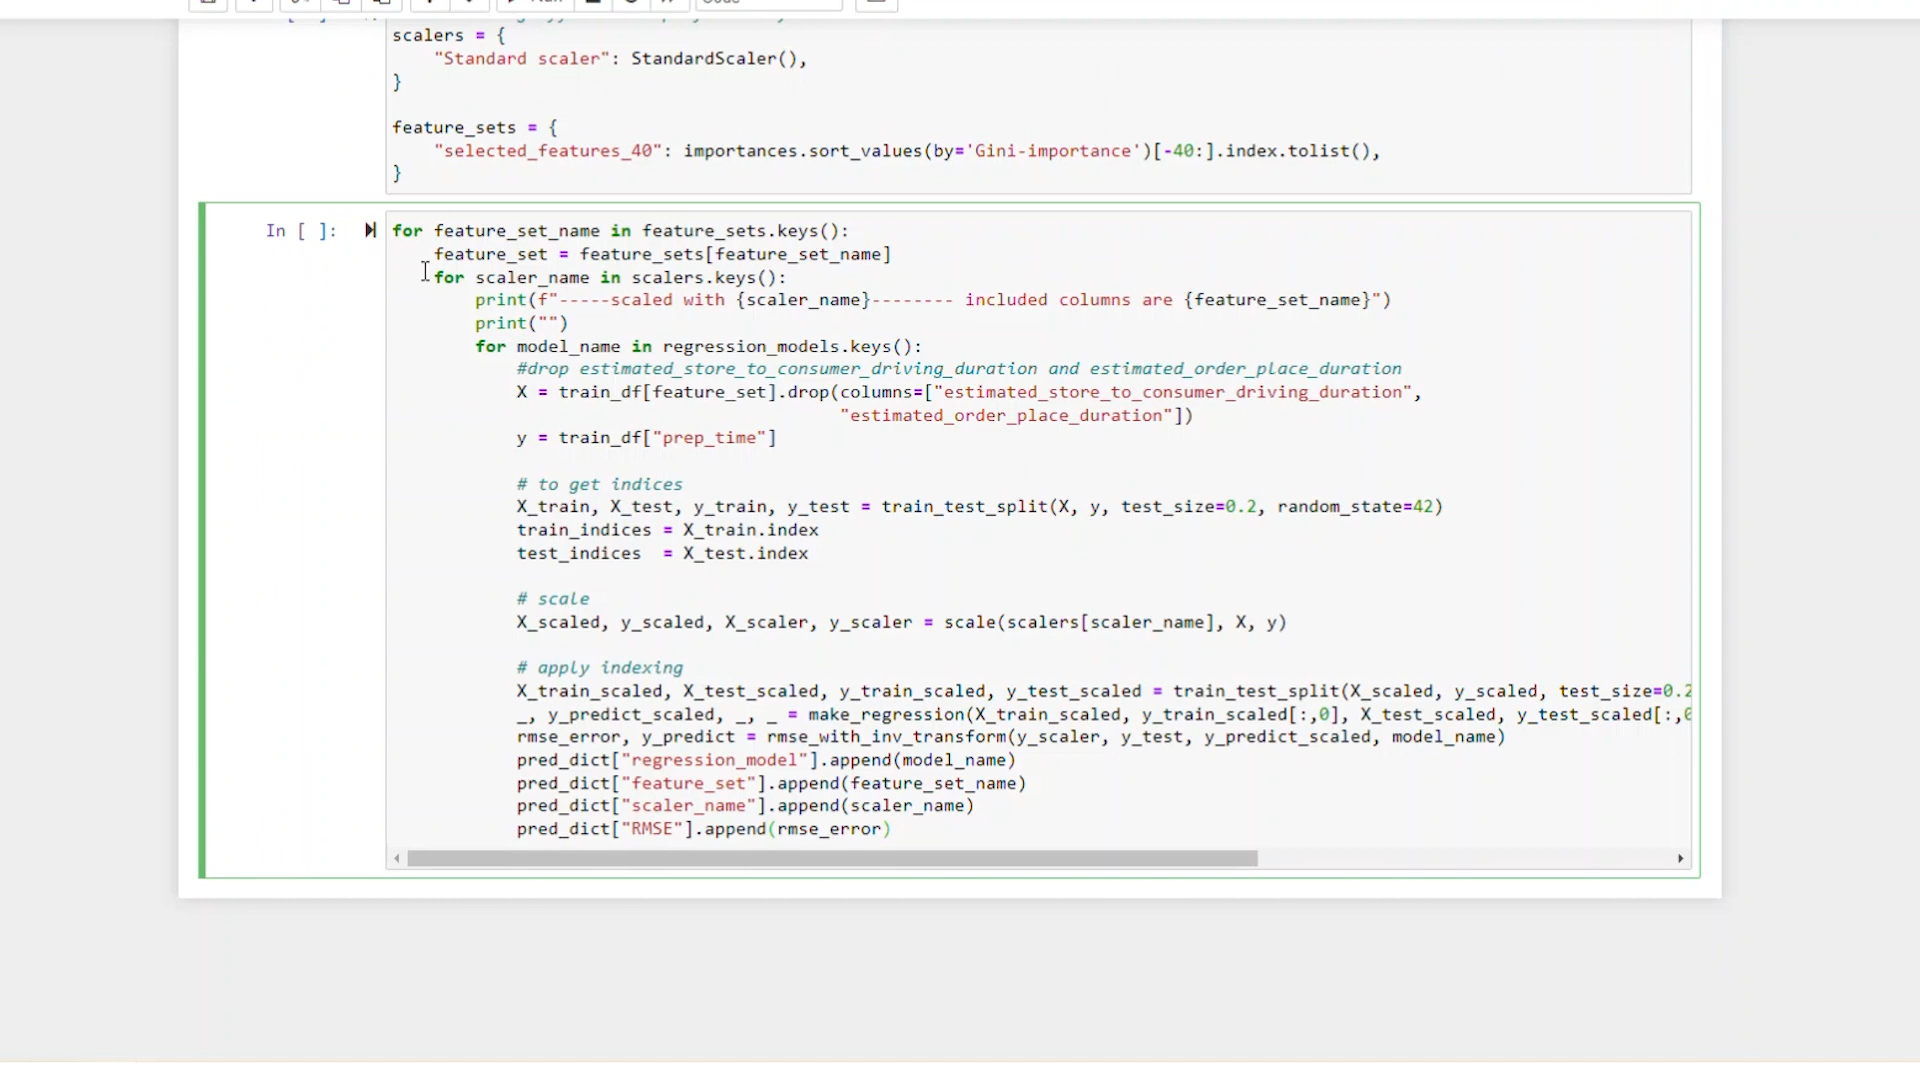 scalers = {
    "Standard scaler": StandardScaler(),
}
feature_sets = {
    "selected_features_40": importances.sort_values(by='Gini-importance')[-40:].index.tolist(),
}
In [ ]:
for feature_set_name in feature_sets.keys():
    feature_set = feature_sets[feature_set_name]
    for scaler_name in scalers.keys():
        print(f"-----scaled with {scaler_name}-------- included columns are {feature_set_name}")
        print("")
        for model_name in regression_models.keys():
            #drop estimated_store_to_consumer_driving_duration and estimated_order_place_duration
            X = train_df[feature_set].drop(columns=["estimated_store_to_consumer_driving_duration",
                                           "estimated_order_place_duration"])
            y = train_df["prep_time"]
            # to get indices
            X_train, X_test, y_train, y_test = train_test_split(X, y, test_size=0.2, random_state=42)
            train_indices = X_train.index
            test_indices  = X_test.index
            # scale
            X_scaled, y_scaled, X_scaler, y_scaler = scale(scalers[scaler_name], X, y)
            # apply indexing
            X_train_scaled, X_test_scaled, y_train_scaled, y_test_scaled = train_test_split(X_scaled, y_scaled, test_size=0.2
            _, y_predict_scaled, _, _ = make_regression(X_train_scaled, y_train_scaled[:,0], X_test_scaled, y_test_scaled[:,0
            rmse_error, y_predict = rmse_with_inv_transform(y_scaler, y_test, y_predict_scaled, model_name)
            pred_dict["regression_model"].append(model_name)
            pred_dict["feature_set"].append(feature_set_name)
            pred_dict["scaler_name"].append(scaler_name)
            pred_dict["RMSE"].append(rmse_error)